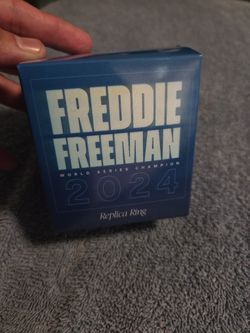 FREDDIE
FREEMAN
WORLD SERIES CHAMPION
2024
Replica Ring